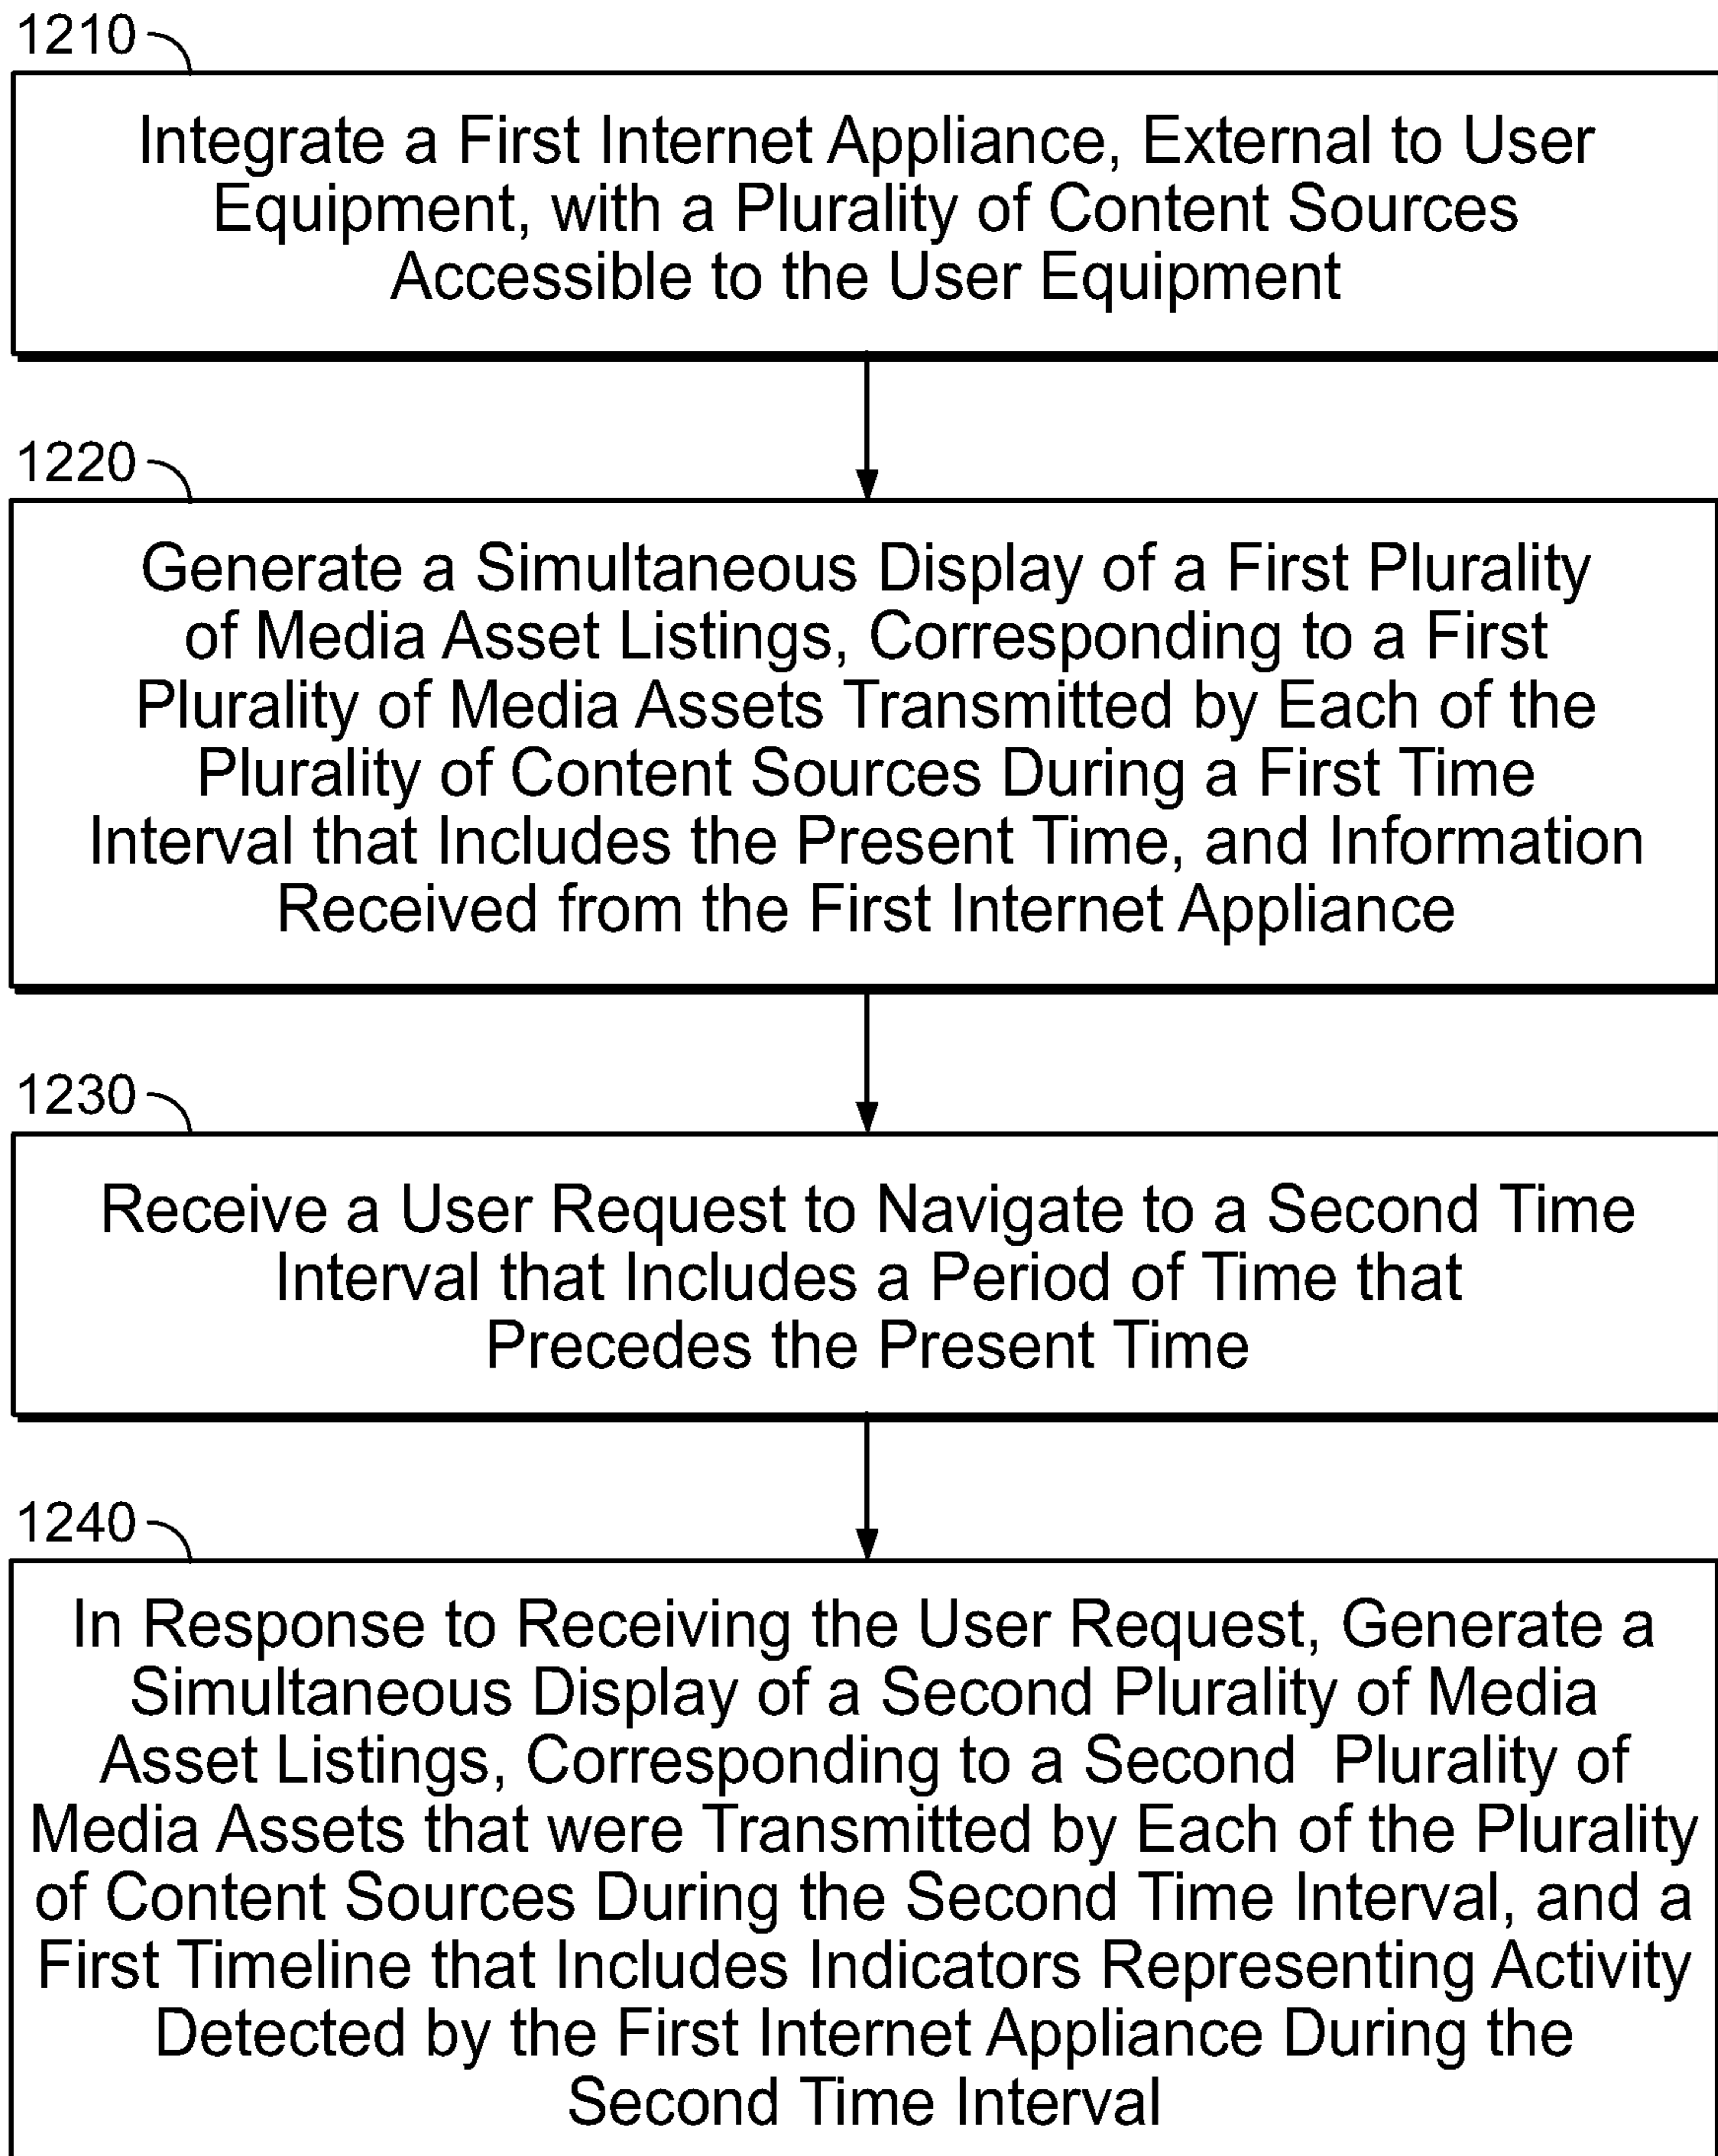 1210
Integrate a First Internet Appliance, External to User
Equipment, with a Plurality of Content Sources
Accessible to the User Equipment
1220
Generate a Simultaneous Display of a First Plurality
of Media Asset Listings, Corresponding to a First
Plurality of Media Assets Transmitted by Each of the
Plurality of Content Sources During a First Time
Interval that Includes the Present Time, and Information
Received from the First Internet Appliance
1230
Receive a User Request to Navigate to a Second Time
Interval that Includes a Period of Time that
Precedes the Present Time
1240
In Response to Receiving the User Request, Generate a
Simultaneous Display of a Second Plurality of Media
Asset Listings, Corresponding to a Second Plurality of
Media Assets that were Transmitted by Each of the Plurality
of Content Sources During the Second Time Interval, and a
First Timeline that Includes Indicators Representing Activity
Detected by the First Internet Appliance During the
Second Time Interval